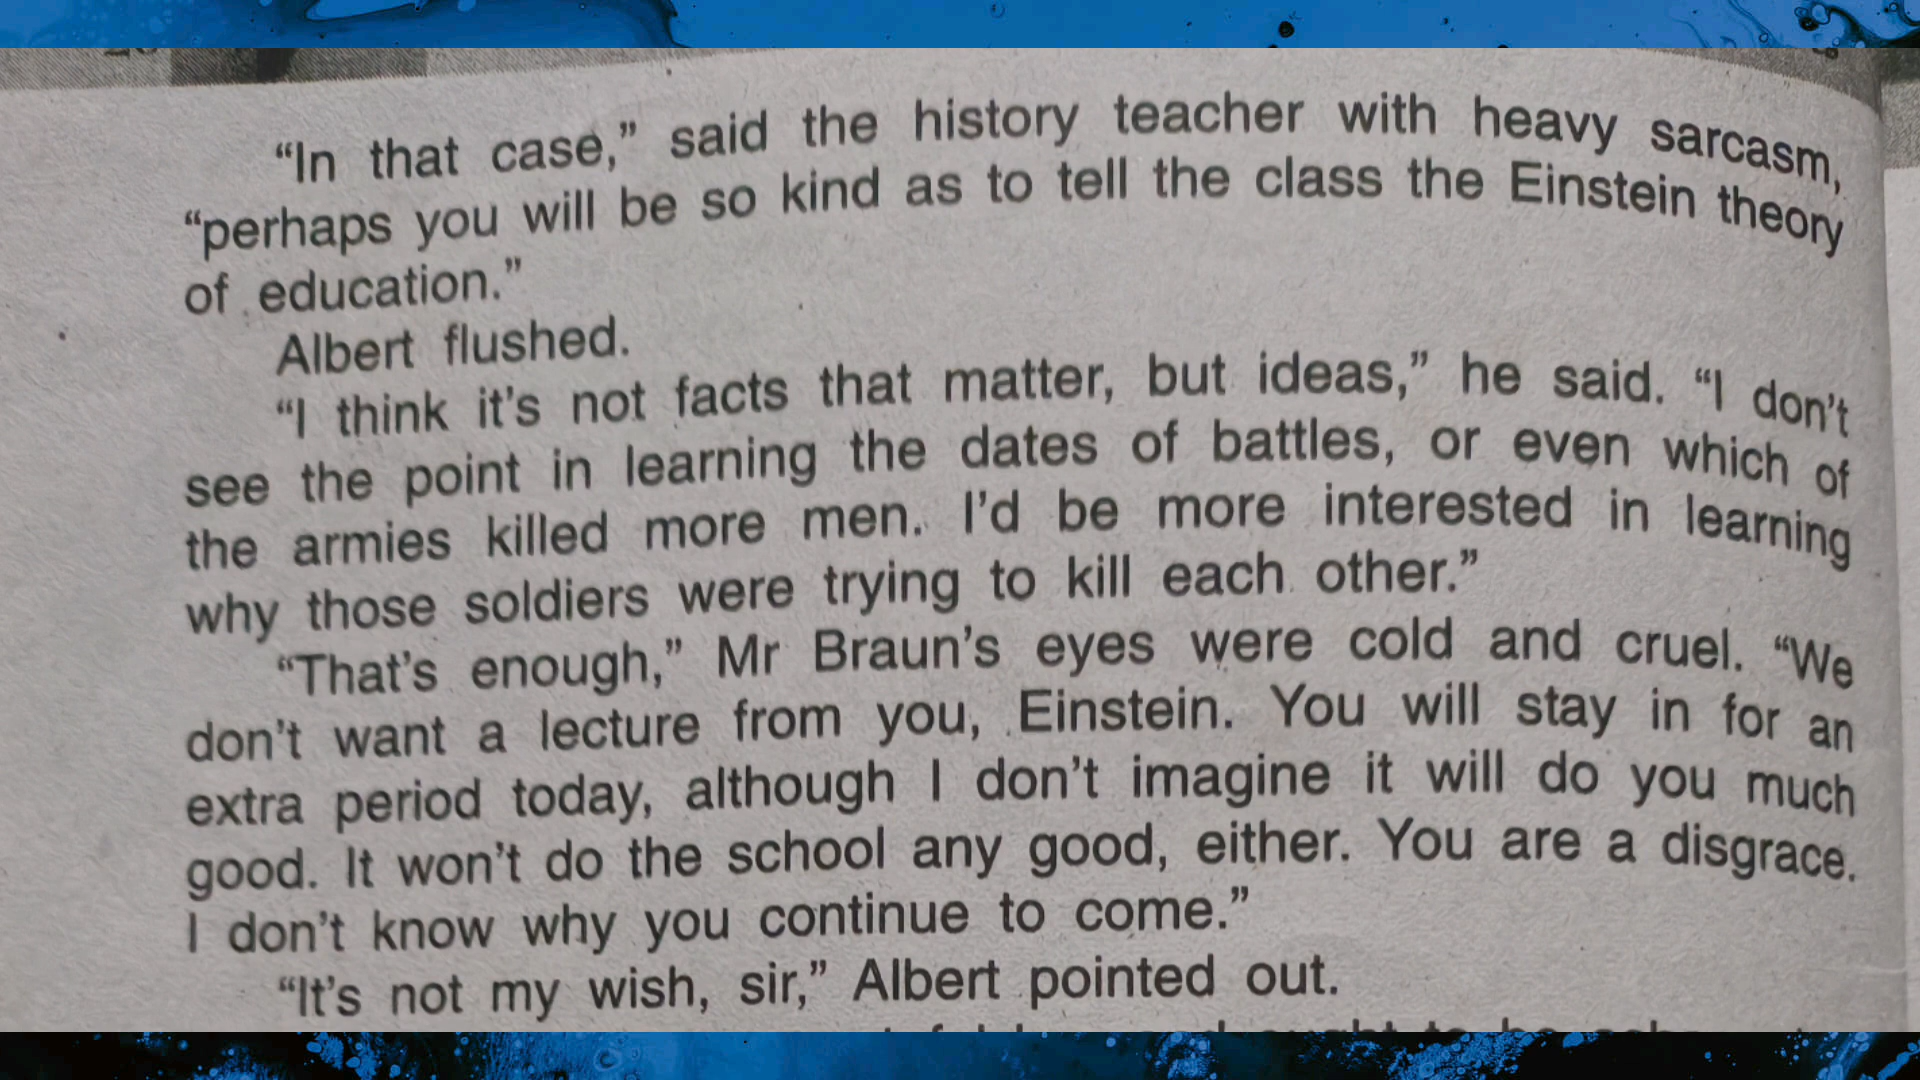 “In that case,” said the history teacher with heavy sarcasm,
“perhaps you will be so kind as to tell the class the Einstein theory
of education.”
Albert flushed.
“I think it’s not facts that matter, but ideas,” he said. “I don’t
see the point in learning the dates of battles, or even which of
the armies killed more men. I’d be more interested in learning
why those soldiers were trying to kill each other.”
“That’s enough,” Mr Braun’s eyes were cold and cruel. “We
don’t want a lecture from you, Einstein. You will stay in for an
extra period today, although I don’t imagine it will do you much
good. It won’t do the school any good, either. You are a disgrace.
I don’t know why you continue to come.”
“It’s not my wish, sir,” Albert pointed out.